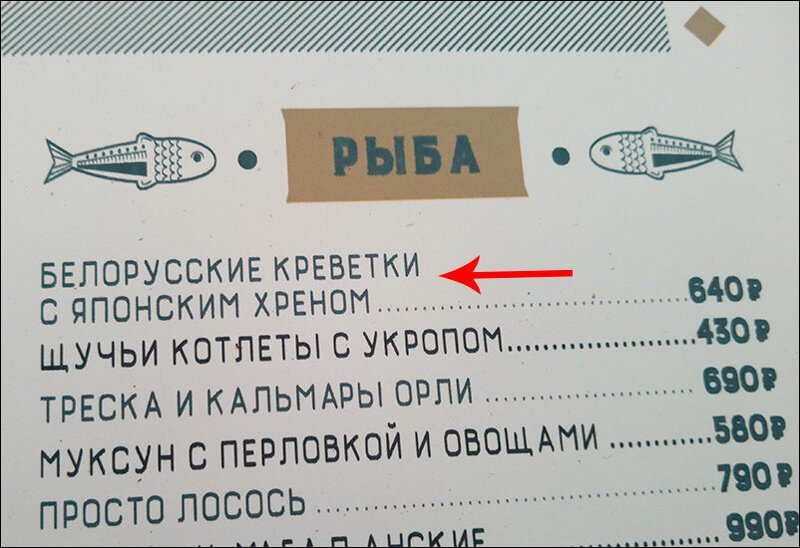 РЫБА
БЕЛОРУССКИЕ КРЕВЕТКИ
С ЯПОНСКИМ ХРЕНОМ....................640₽
ЩУЧЬИ КОТЛЕТЫ С УКРОПОМ....................430₽
ТРЕСКА И КАЛЬМАРЫ ОРЛИ....................690₽
МУКСУН С ПЕРЛОВКОЙ И ОВОЩАМИ............580₽
ПРОСТО ЛОСОСЬ....................790₽
990₽